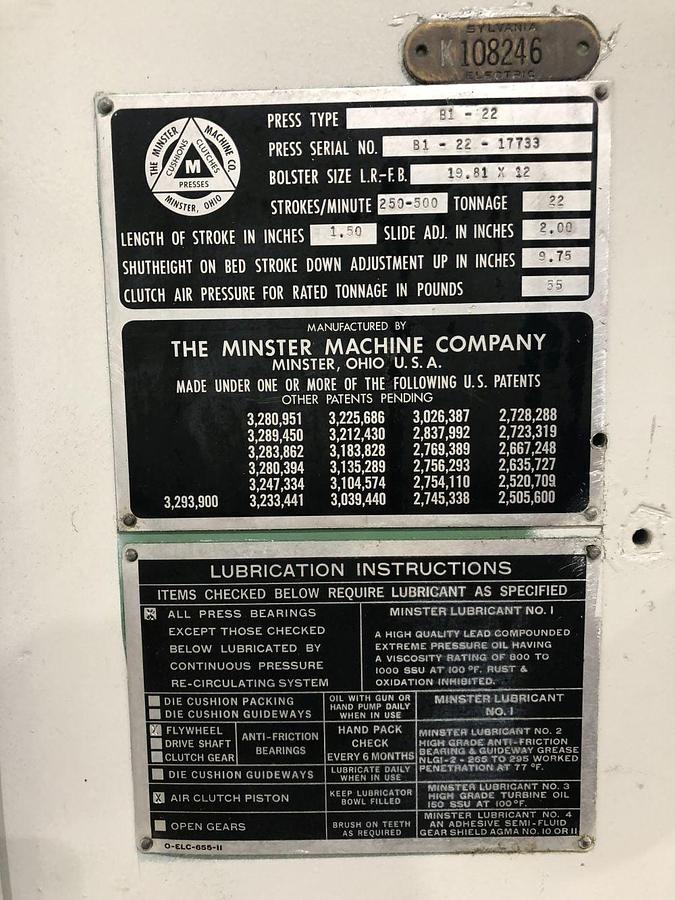 SYLVANIA
K 108246
ELECTRIC
THE MINSTER MACHINE CO.
CUSHIONS CLUTCHES
M
PRESSES
MINSTER, OHIO
PRESS TYPE B1 - 22
PRESS SERIAL NO. B1 - 22 - 17733
BOLSTER SIZE L.R.-F.B. 19.81 X 12
STROKES/MINUTE 250-500 TONNAGE 22
LENGTH OF STROKE IN INCHES 1.50 SLIDE ADJ. IN INCHES 2.00
SHUTHEIGHT ON BED STROKE DOWN ADJUSTMENT UP IN INCHES 9.75
CLUTCH AIR PRESSURE FOR RATED TONNAGE IN POUNDS 55
MANUFACTURED BY
THE MINSTER MACHINE COMPANY
MINSTER, OHIO U.S.A.
MADE UNDER ONE OR MORE OF THE FOLLOWING U.S. PATENTS
OTHER PATENTS PENDING
3,280,951 3,225,686 3,026,387 2,728,288
3,289,450 3,212,430 2,837,992 2,723,319
3,283,862 3,183,828 2,769,389 2,667,248
3,280,394 3,135,289 2,756,293 2,635,727
3,247,334 3,104,574 2,754,110 2,520,709
3,293,900 3,233,441 3,039,440 2,745,338 2,505,600
LUBRICATION INSTRUCTIONS
ITEMS CHECKED BELOW REQUIRE LUBRICANT AS SPECIFIED
ALL PRESS BEARINGS
EXCEPT THOSE CHECKED
BELOW LUBRICATED BY
CONTINUOUS PRESSURE
RE-CIRCULATING SYSTEM
MINSTER LUBRICANT NO. 1
A HIGH QUALITY LEAD COMPOUNDED
EXTREME PRESSURE OIL HAVING
A VISCOSITY RATING OF 800 TO
1000 SSU AT 100 °F. RUST &
OXIDATION INHIBITED.
DIE CUSHION PACKING
DIE CUSHION GUIDEWAYS
OIL WITH GUN OR
HAND PUMP DAILY
WHEN IN USE
MINSTER LUBRICANT
NO. 1
FLYWHEEL
DRIVE SHAFT
CLUTCH GEAR
ANTI-FRICTION
BEARINGS
HAND PACK
CHECK
EVERY 6 MONTHS
MINSTER LUBRICANT NO. 2
HIGH GRADE ANTI-FRICTION
BEARING & GUIDEWAY GREASE
NLGI-2 - 265 TO 295 WORKED
PENETRATION AT 77 °F.
DIE CUSHION GUIDEWAYS
LUBRICATE DAILY
WHEN IN USE
AIR CLUTCH PISTON
KEEP LUBRICATOR
BOWL FILLED
MINSTER LUBRICANT NO. 3
HIGH GRADE TURBINE OIL
150 SSU AT 100°F.
OPEN GEARS
BRUSH ON TEETH
AS REQUIRED
MINSTER LUBRICANT NO. 4
AN ADHESIVE SEMI-FLUID
GEAR SHIELD AGMA NO. 10 OR 11
O-ELC-655-11